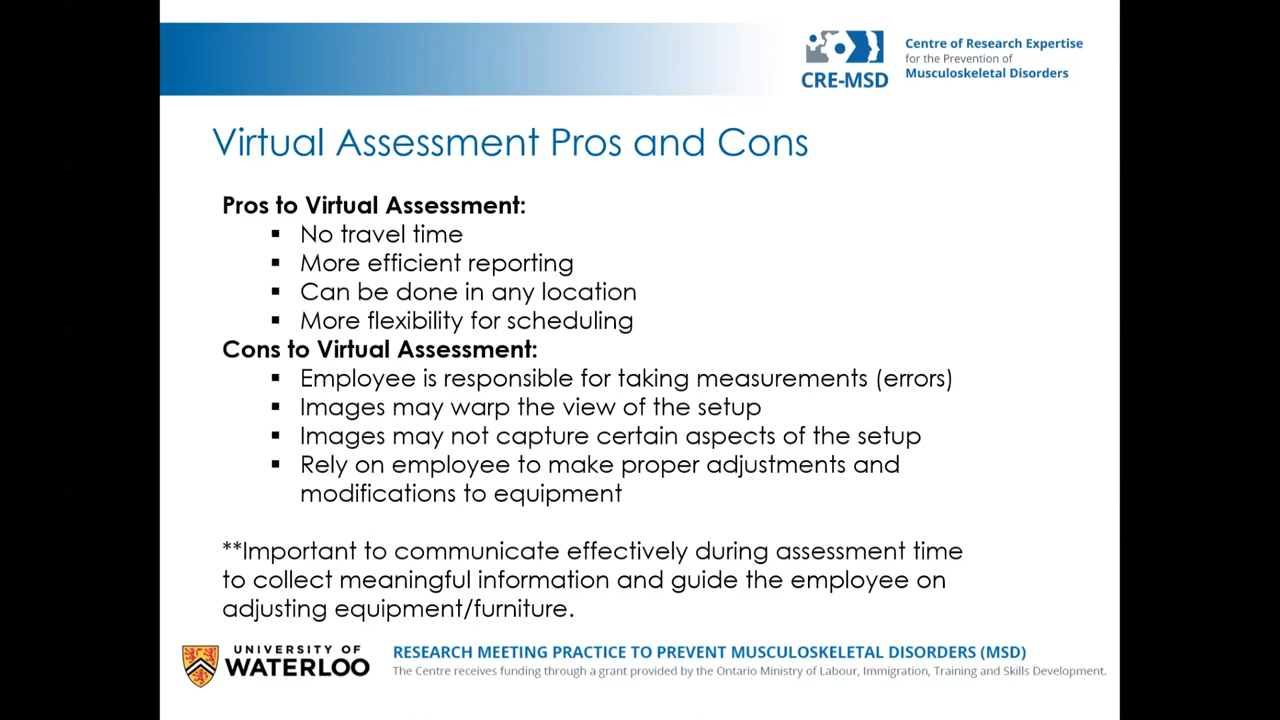 CRE-MSD
Centre of Research Expertise
for the Prevention of
Musculoskeletal Disorders
Virtual Assessment Pros and Cons
Pros to Virtual Assessment:
▪ No travel time
▪ More efficient reporting
▪ Can be done in any location
▪ More flexibility for scheduling
Cons to Virtual Assessment:
▪ Employee is responsible for taking measurements (errors)
▪ Images may warp the view of the setup
▪ Images may not capture certain aspects of the setup
▪ Rely on employee to make proper adjustments and
modifications to equipment
**Important to communicate effectively during assessment time
to collect meaningful information and guide the employee on
adjusting equipment/furniture.
UNIVERSITY OF
WATERLOO
RESEARCH MEETING PRACTICE TO PREVENT MUSCULOSKELETAL DISORDERS (MSD)
The Centre receives funding through a grant provided by the Ontario Ministry of Labour, Immigration, Training and Skills Development.